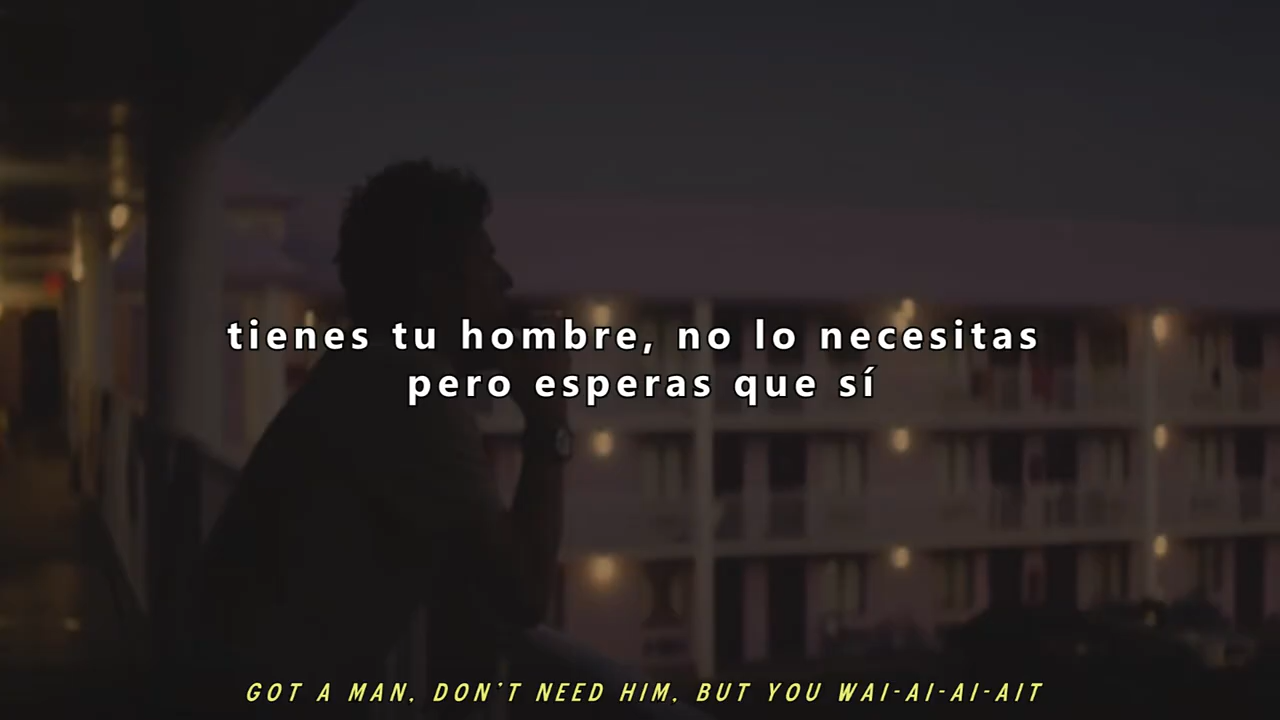 tienes tu hombre, no lo necesitas
pero esperas que sí
GOT A MAN, DON'T NEED HIM, BUT YOU WAI-AI-AI-AIT